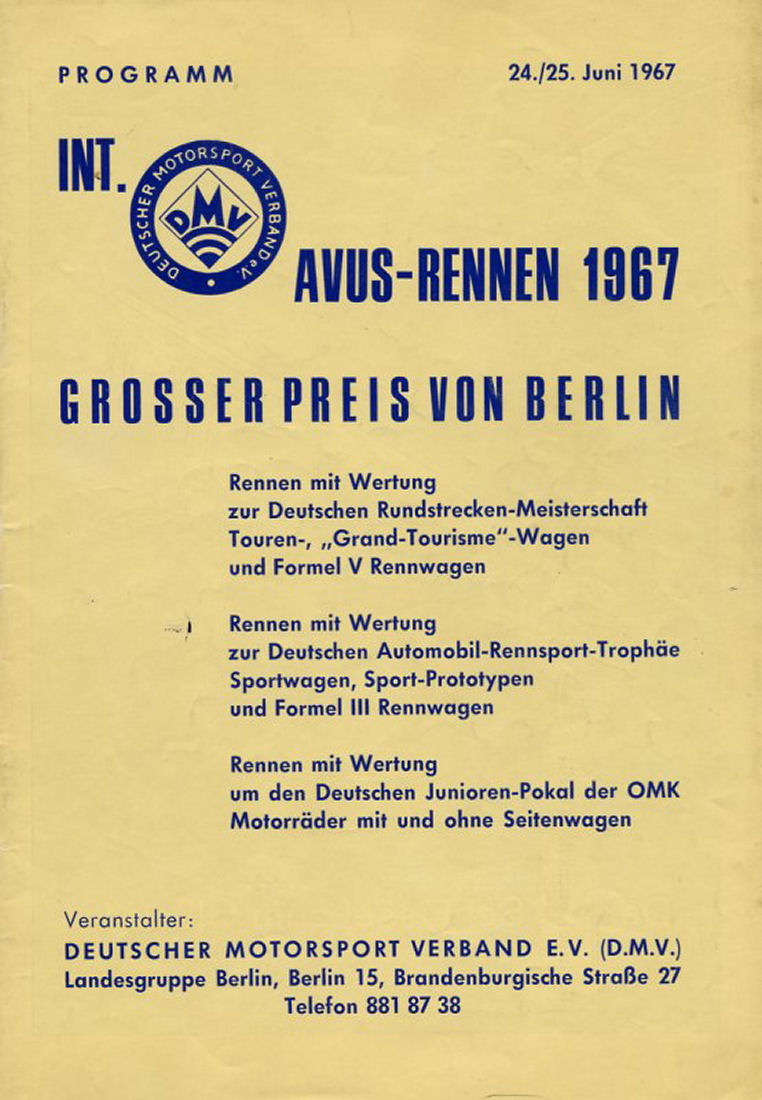 PROGRAMM 24./25. Juni 1967
INT.
DEUTSCHER MOTORSPORT VERBAND e.V.
DMV
AVUS-RENNEN 1967
GROSSER PREIS VON BERLIN
Rennen mit Wertung
zur Deutschen Rundstrecken-Meisterschaft
Touren-, „Grand-Tourisme“-Wagen
und Formel V Rennwagen
Rennen mit Wertung
zur Deutschen Automobil-Rennsport-Trophäe
Sportwagen, Sport-Prototypen
und Formel III Rennwagen
Rennen mit Wertung
um den Deutschen Junioren-Pokal der OMK
Motorräder mit und ohne Seitenwagen
Veranstalter:
DEUTSCHER MOTORSPORT VERBAND E.V. (D.M.V.)
Landesgruppe Berlin, Berlin 15, Brandenburgische Straße 27
Telefon 881 87 38